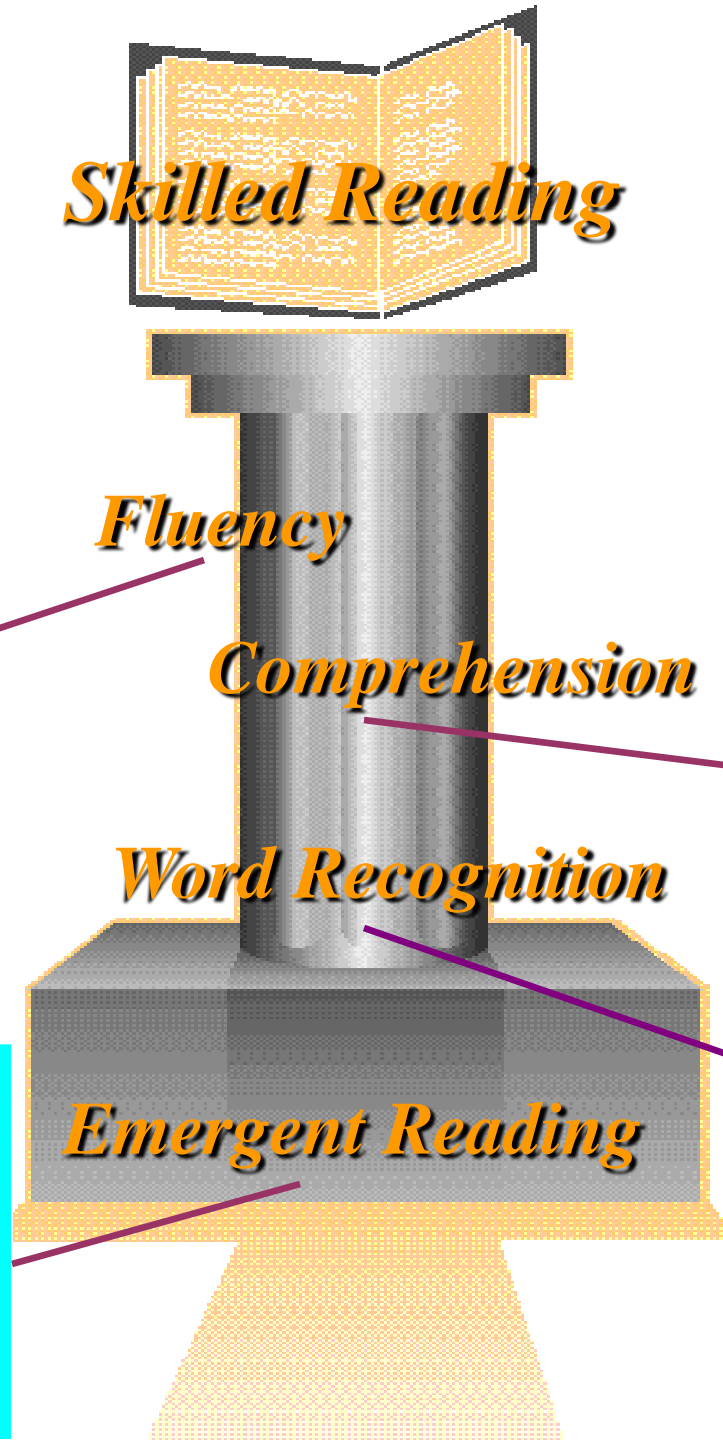 Skilled Reading
Fluency
Comprehension
Word Recognition
Emergent Reading